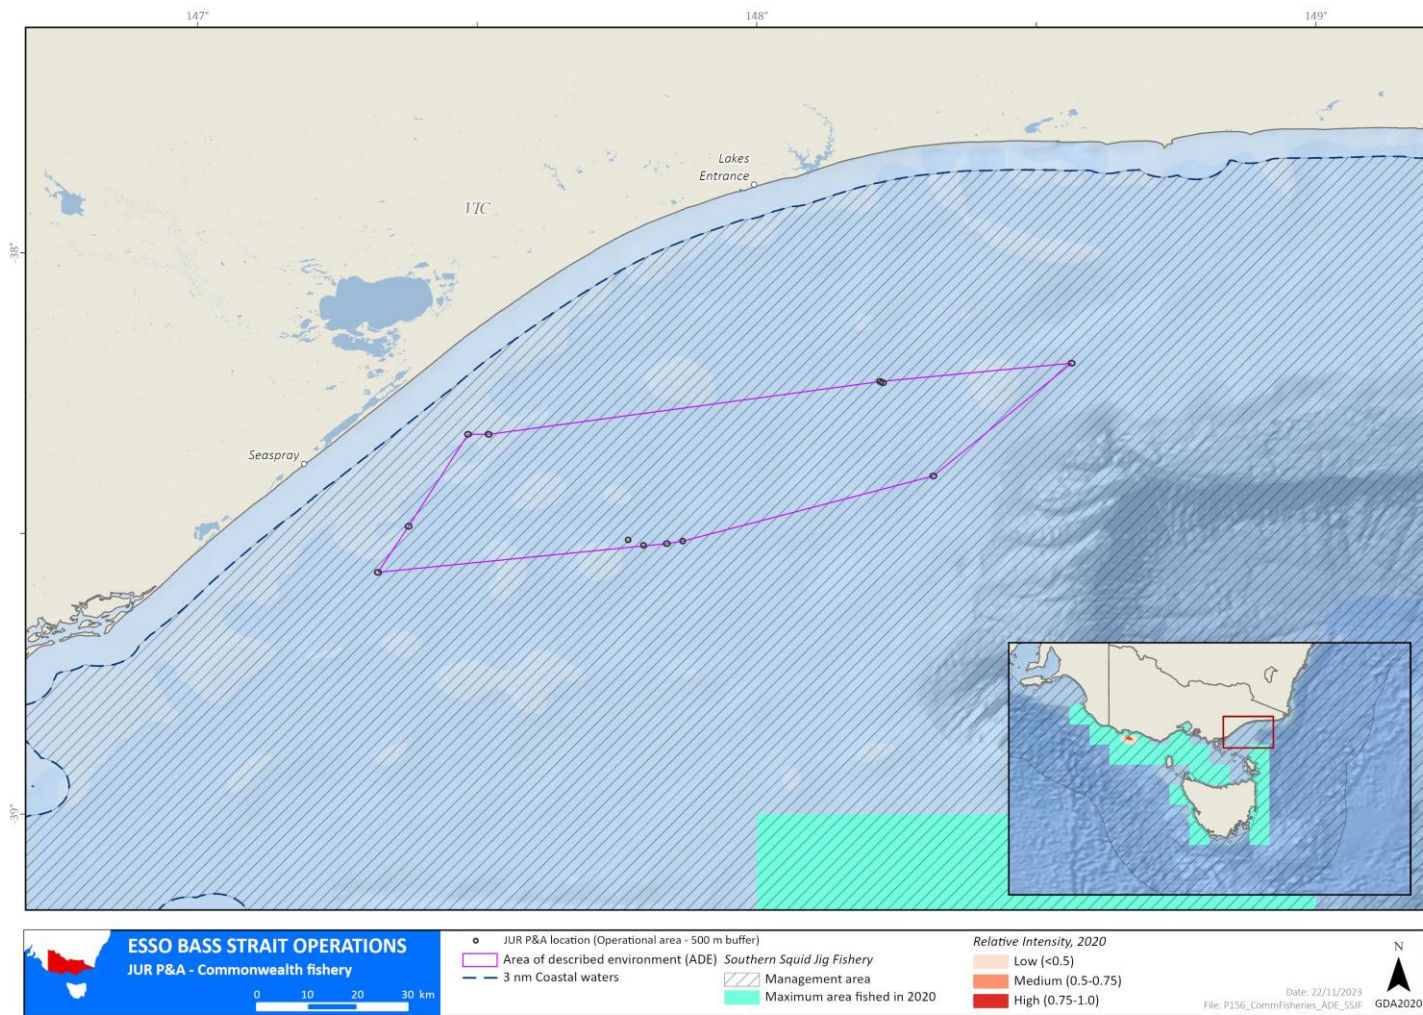 147°
148°
149°
Lakes
Entrance
VIC
-38°
Seaspray
-39°
ESSO BASS STRAIT OPERATIONS
JUR P&A - Commonwealth fishery
0 10 20 30 km
JUR P&A location (Operational area - 500 m buffer)
Area of described environment (ADE)
3 nm Coastal waters
Southern Squid Jig Fishery
Management area
Maximum area fished in 2020
Relative Intensity, 2020
Low (<0.5)
Medium (0.5-0.75)
High (0.75-1.0)
Date: 22/11/2023
File: P156_CommFisheries_ADE_SSJF
N
GDA2020